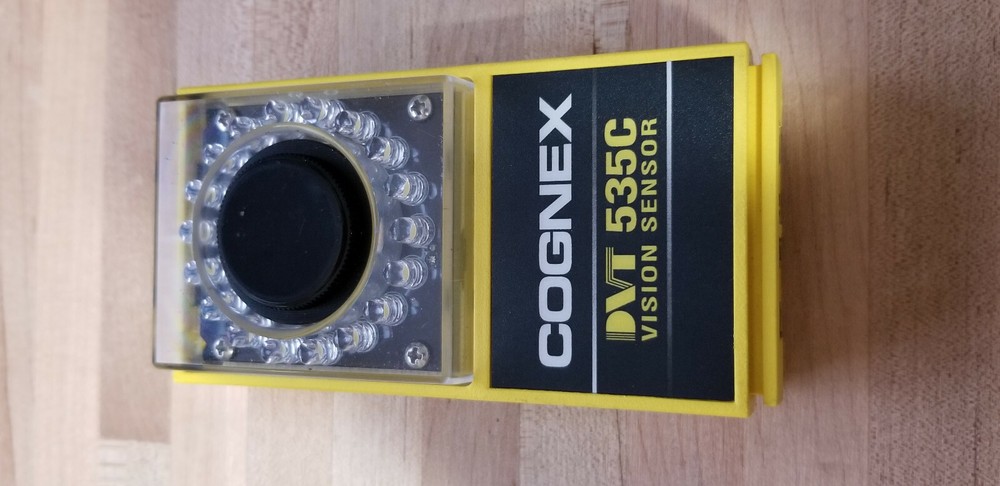 COGNEX
DVT 535C
VISION SENSOR